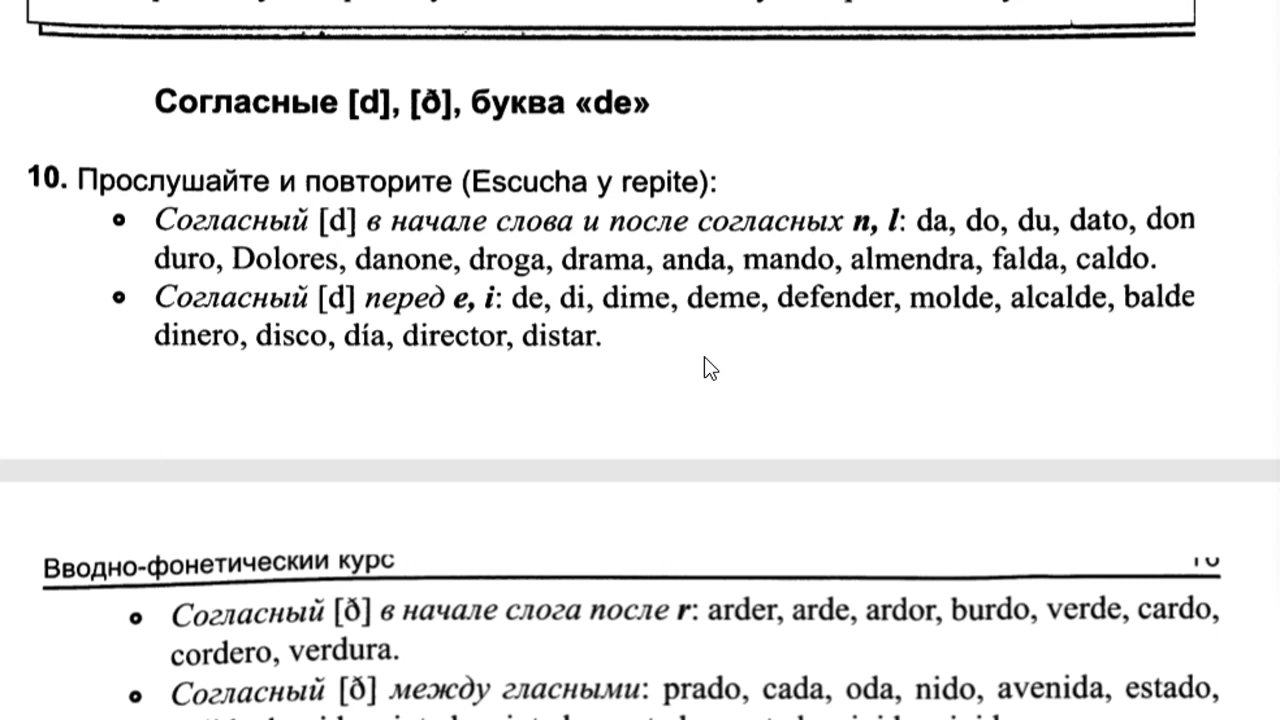 Согласные [d], [ð], буква «de»
10. Прослушайте и повторите (Escucha y repite):
Согласный [d] в начале слова и после согласных n, l: da, do, du, dato, don
duro, Dolores, danone, droga, drama, anda, mando, almendra, falda, caldo.
Согласный [d] перед e, i: de, di, dime, deme, defender, molde, alcalde, balde
dinero, disco, día, director, distar.
Вводно-фонетический курс
Согласный [ð] в начале слога после r: arder, arde, ardor, burdo, verde, cardo,
cordero, verdura.
Согласный [ð] между гласными: prado, cada, oda, nido, avenida, estado,